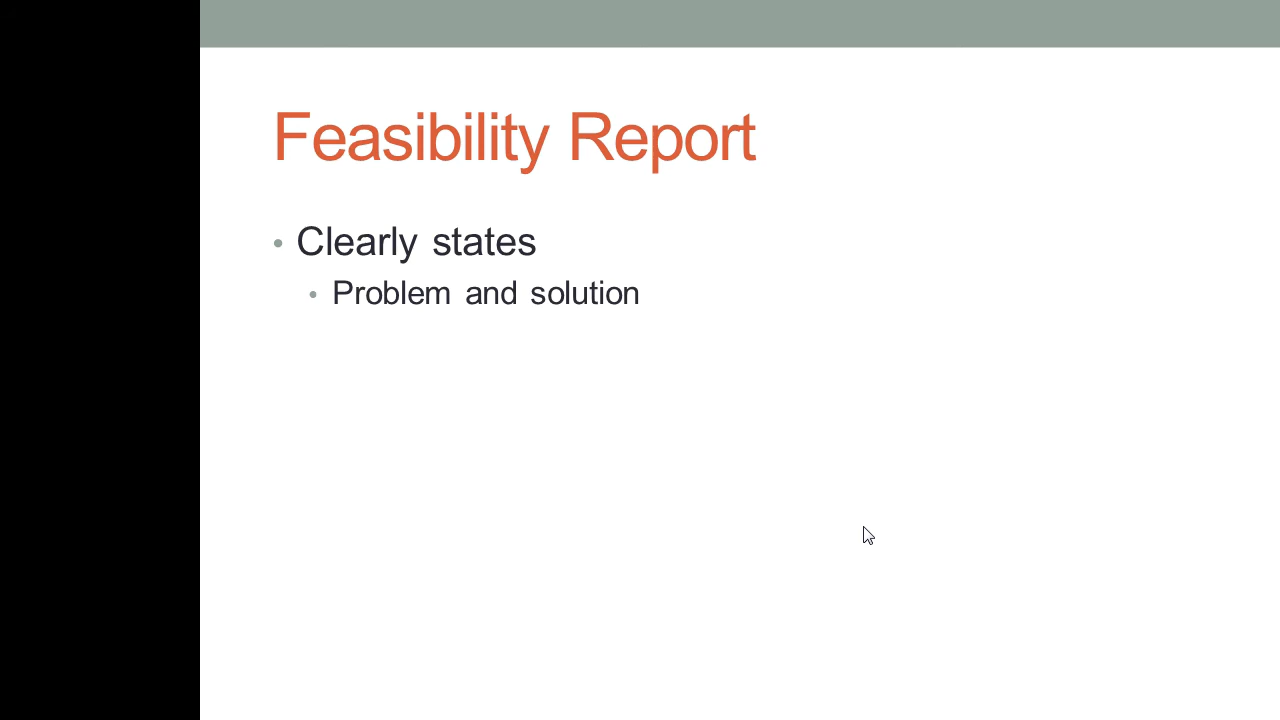 Feasibility Report
• Clearly states
• Problem and solution